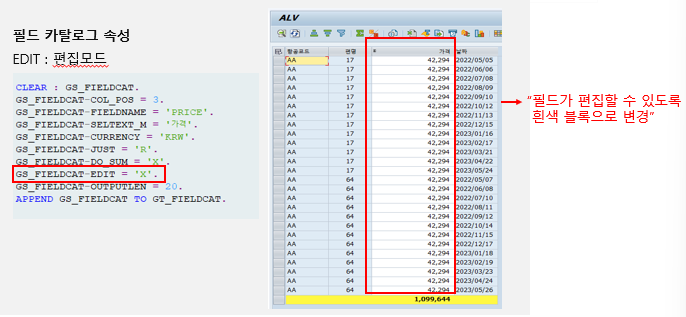 필드 카탈로그 속성
EDIT : 편집모드
CLEAR : GS_FIELDCAT.
GS_FIELDCAT-COL_POS = 3.
GS_FIELDCAT-FIELDNAME = 'PRICE'.
GS_FIELDCAT-SELTEXT_M = '가격'.
GS_FIELDCAT-CURRENCY = 'KRW'.
GS_FIELDCAT-JUST = 'R'.
GS_FIELDCAT-DO_SUM = 'X'.
GS_FIELDCAT-EDIT = 'X'.
GS_FIELDCAT-OUTPUTLEN = 20.
APPEND GS_FIELDCAT TO GT_FIELDCAT.
ALV
항공코드 편명 가격 날짜
AA 17 42,294 2022/05/05
AA 17 42,294 2022/06/06
AA 17 42,294 2022/07/08
AA 17 42,294 2022/08/09
AA 17 42,294 2022/09/10
AA 17 42,294 2022/10/12
AA 17 42,294 2022/11/13
AA 17 42,294 2022/12/15
AA 17 42,294 2023/01/16
AA 17 42,294 2023/02/17
AA 17 42,294 2023/03/21
AA 17 42,294 2023/04/22
AA 17 42,294 2023/05/24
AA 64 42,294 2022/05/07
AA 64 42,294 2022/06/08
AA 64 42,294 2022/07/10
AA 64 42,294 2022/08/11
AA 64 42,294 2022/09/12
AA 64 42,294 2022/10/14
AA 64 42,294 2022/11/15
AA 64 42,294 2022/12/17
AA 64 42,294 2023/01/18
AA 64 42,294 2023/02/19
AA 64 42,294 2023/03/23
AA 64 42,294 2023/04/24
AA 64 42,294 2023/05/26
1,099,644
“필드가 편집할 수 있도록
흰색 블록으로 변경”